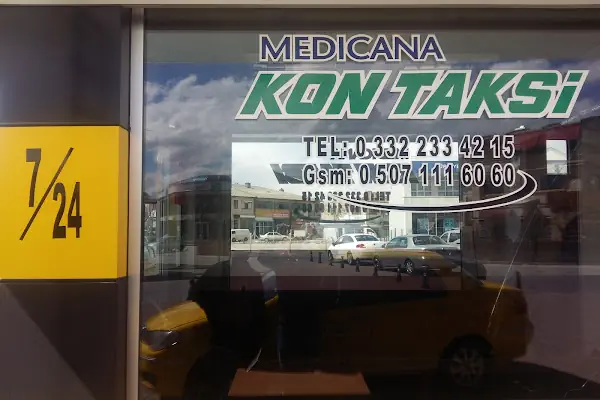 MEDICANA
KON TAKSİ
TEL: 0 332 233 42 15
Gsm: 0 507 111 60 60
7/24